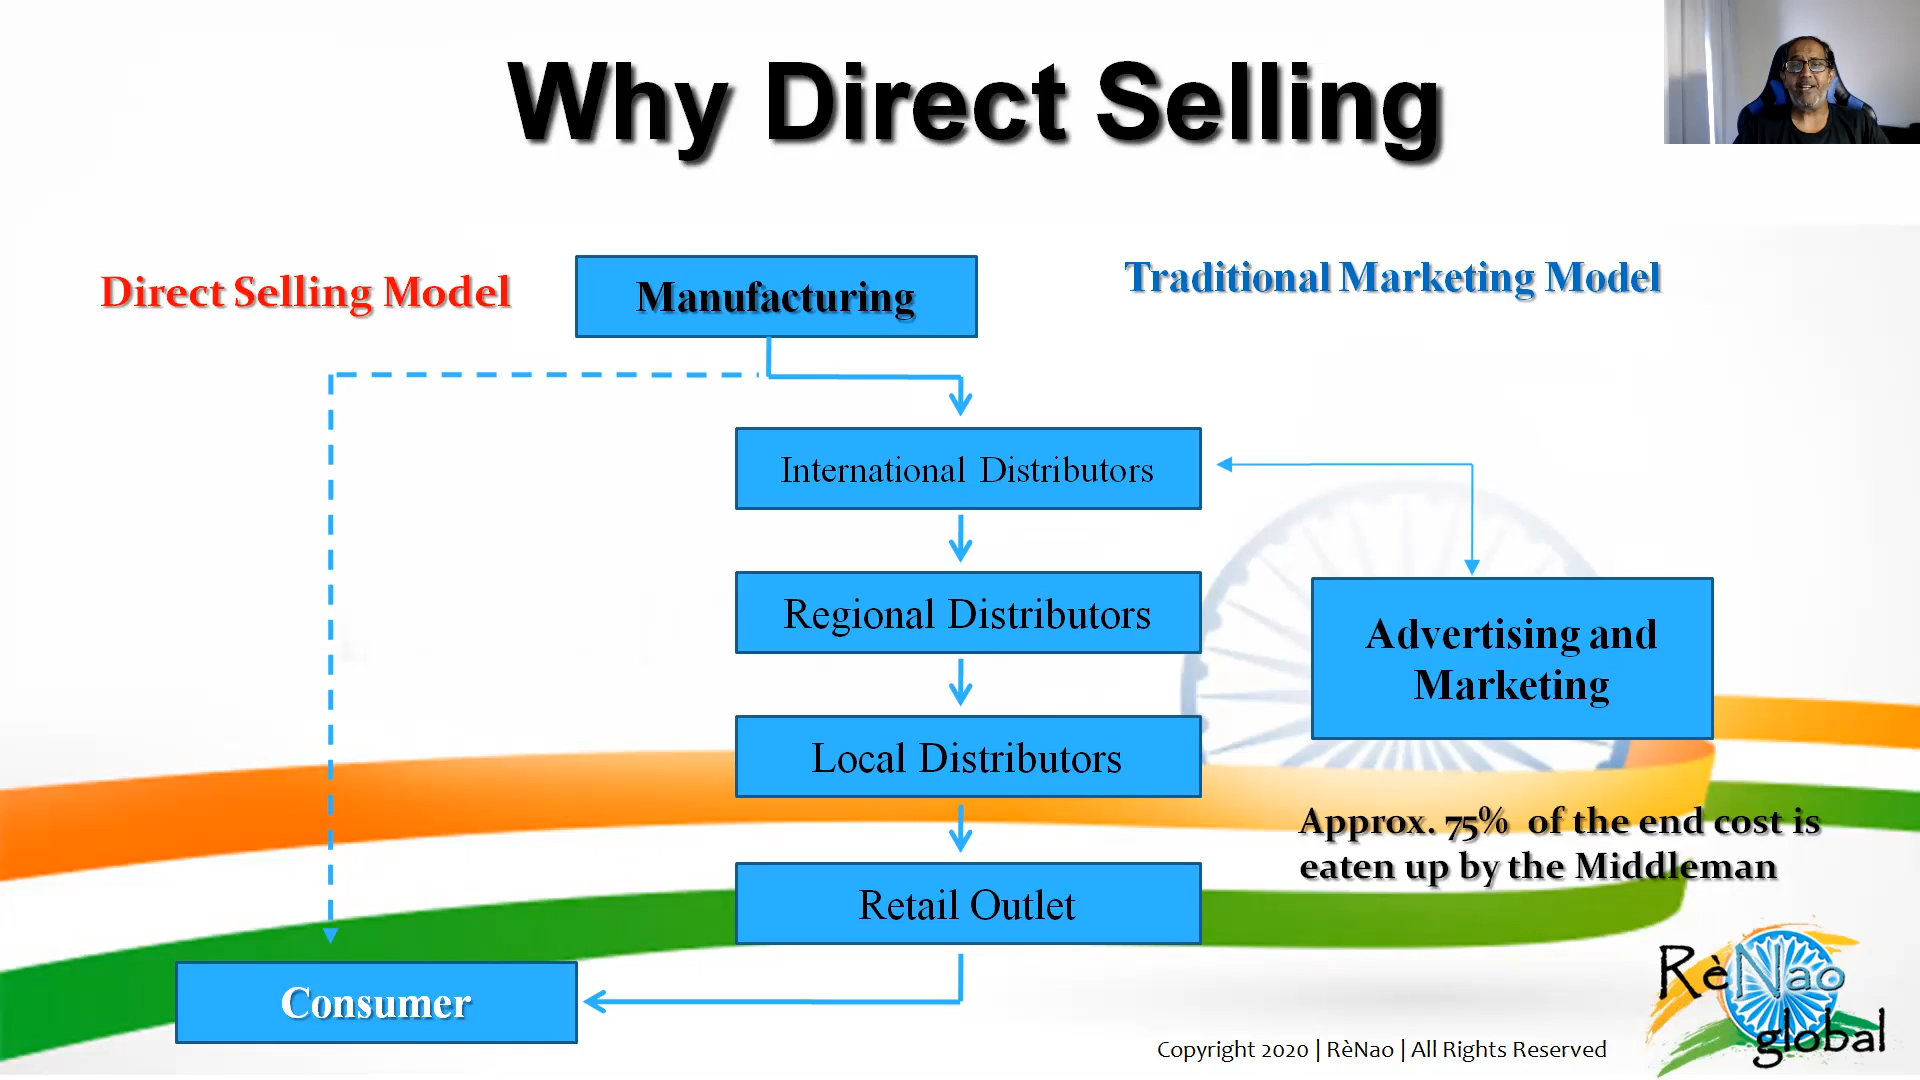 Why Direct Selling
Direct Selling Model
Manufacturing
Traditional Marketing Model
International Distributors
Regional Distributors
Advertising and
Marketing
Local Distributors
Approx. 75% of the end cost is
eaten up by the Middleman
Retail Outlet
Consumer
RèNao
global
Copyright 2020 | RèNao | All Rights Reserved